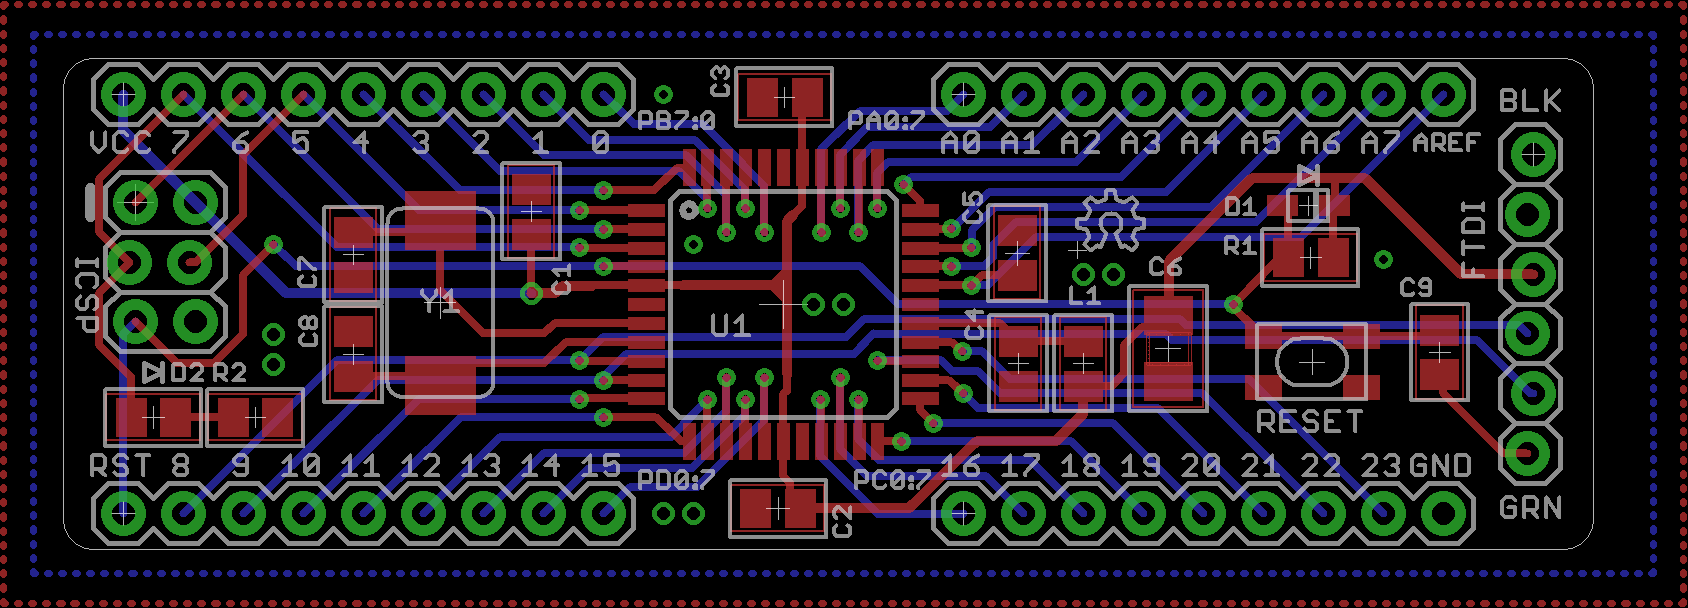 C3
BLK
PB7:0
PA0:7
VCC 7 6 5 4 3 2 1 0
A0 A1 A2 A3 A4 A5 A6 A7 AREF
D1
C5
FTDI
R1
ICSP
C7
C1
C6
Y1
L1
C9
C8
U1
C4
D2 R2
RESET
RST 8 9 10 11 12 13 14 15
16 17 18 19 20 21 22 23 GND
PD0:7
PC0:7
C2
GRN